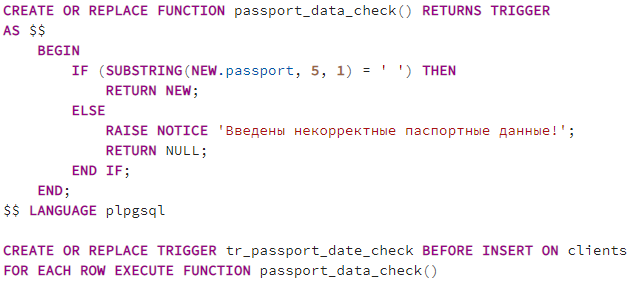 CREATE OR REPLACE FUNCTION passport_data_check() RETURNS TRIGGER
AS $$
    BEGIN
        IF (SUBSTRING(NEW.passport, 5, 1) = ' ') THEN
            RETURN NEW;
        ELSE
            RAISE NOTICE 'Введены некорректные паспортные данные!';
            RETURN NULL;
        END IF;
    END;
$$ LANGUAGE plpgsql
CREATE OR REPLACE TRIGGER tr_passport_date_check BEFORE INSERT ON clients
FOR EACH ROW EXECUTE FUNCTION passport_data_check()